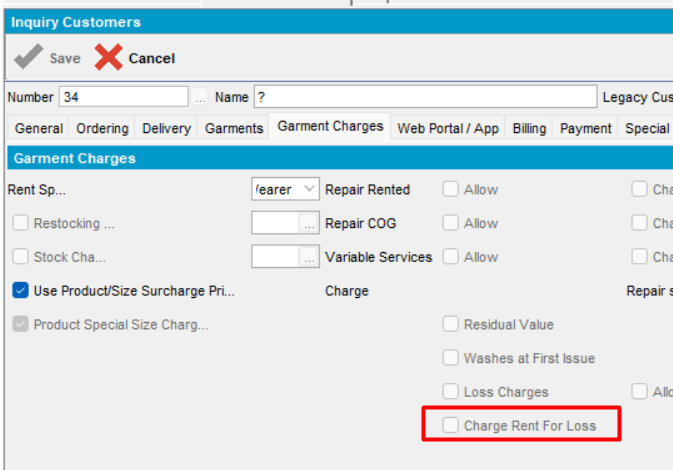 Inquiry Customers
Save Cancel
Number 34 ... Name ? Legacy Cus
General Ordering Delivery Garments Garment Charges Web Portal / App Billing Payment Special
Garment Charges
Rent Sp... /earer Repair Rented Allow Cha
Restocking ... ... Repair COG Allow Cha
Stock Cha... ... Variable Services Allow Cha
Use Product/Size Surcharge Pri... Charge Repair s
Product Special Size Charg... Residual Value
Washes at First Issue
Loss Charges Allo
Charge Rent For Loss